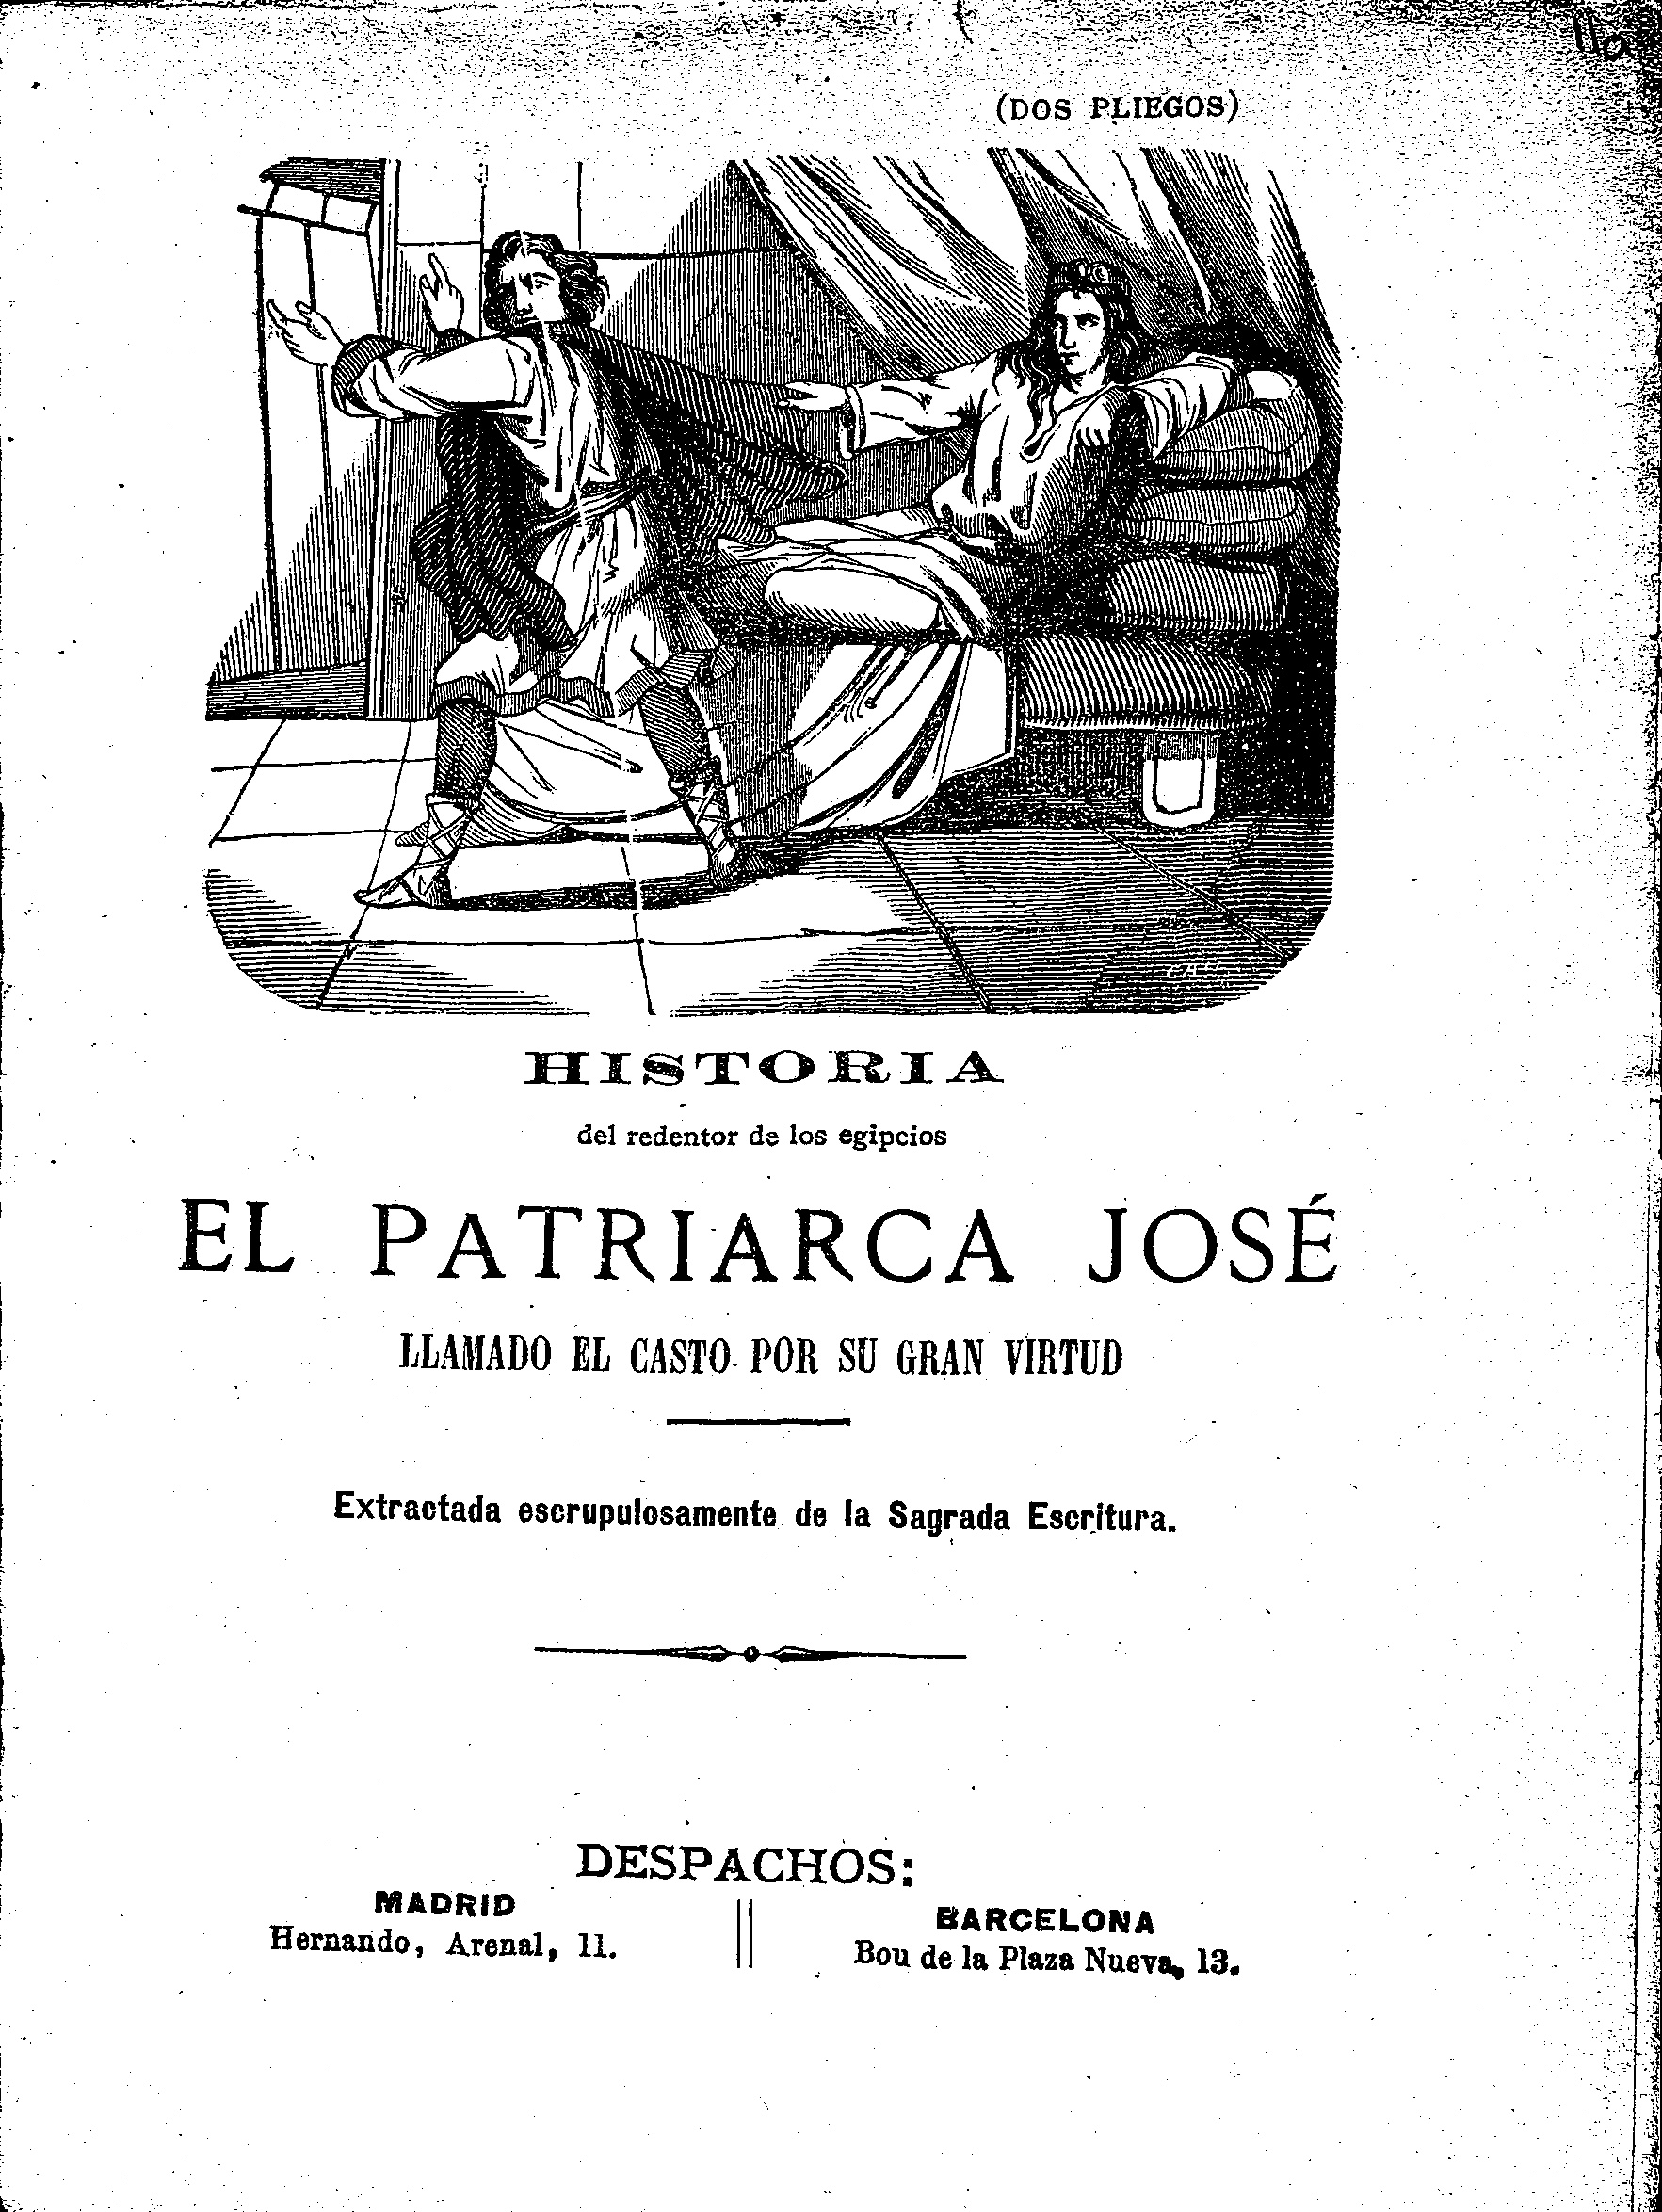 (DOS PLIEGOS)
HISTORIA
del redentor de los egipcios
EL PATRIARCA JOSÉ
LLAMADO EL CASTO POR SU GRAN VIRTUD
Extractada escrupulosamente de la Sagrada Escritura.
DESPACHOS:
MADRID
Hernando, Arenal, 11.
BARCELONA
Bou de la Plaza Nueva, 13.